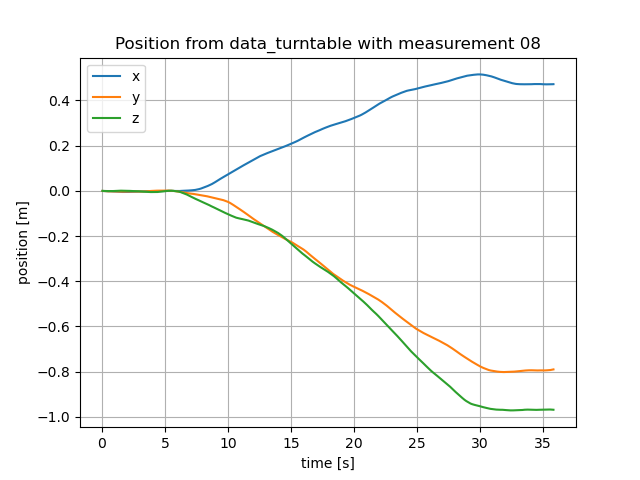 Position from data_turntable with measurement 08
x
y
z
0.4
0.2
0.0
−0.2
−0.4
−0.6
−0.8
−1.0
position [m]
0 5 10 15 20 25 30 35
time [s]